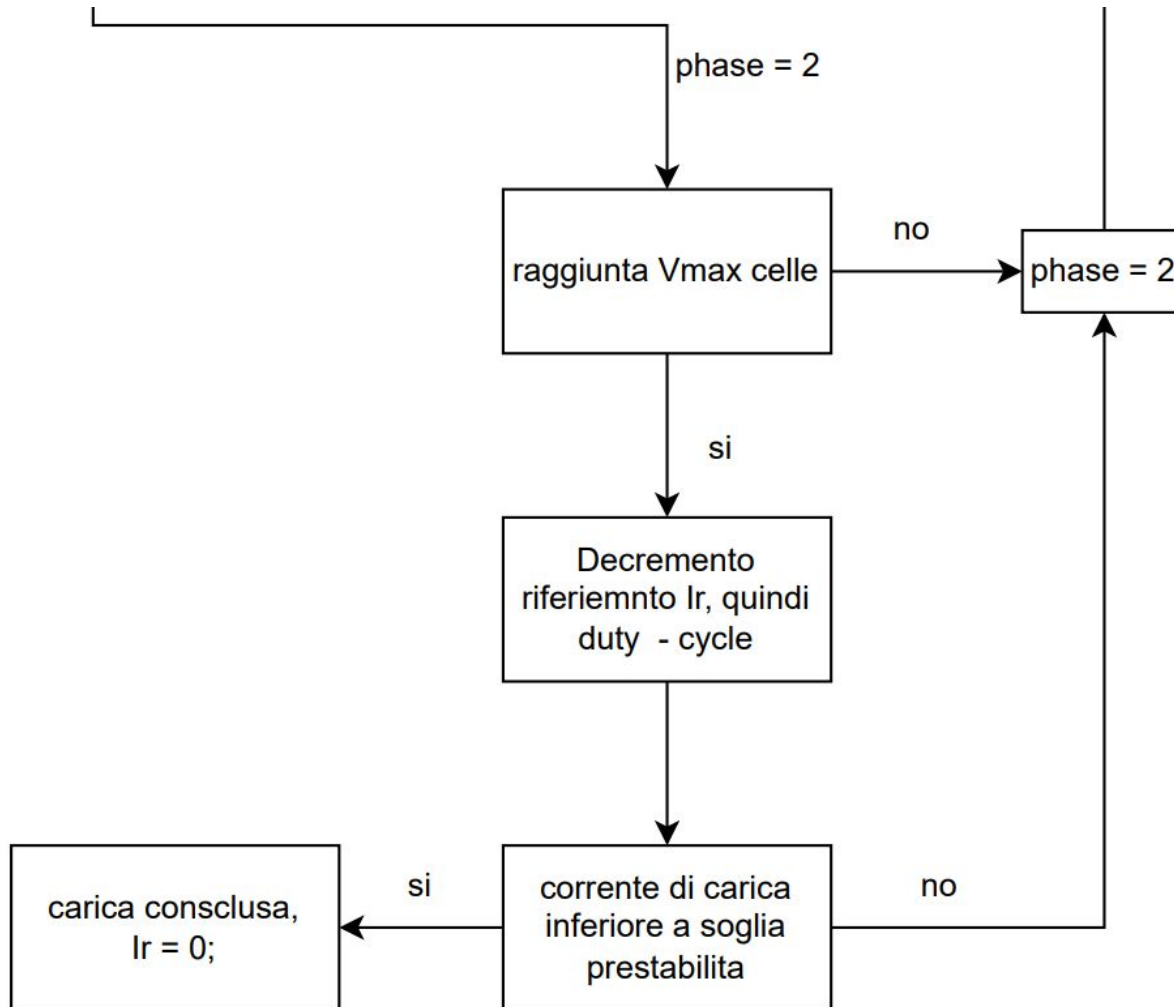 phase = 2
raggiunta Vmax celle
no
phase = 2
si
Decremento
riferiemnto Ir, quindi
duty - cycle
carica consclusa,
Ir = 0;
si
corrente di carica
inferiore a soglia
prestabilita
no